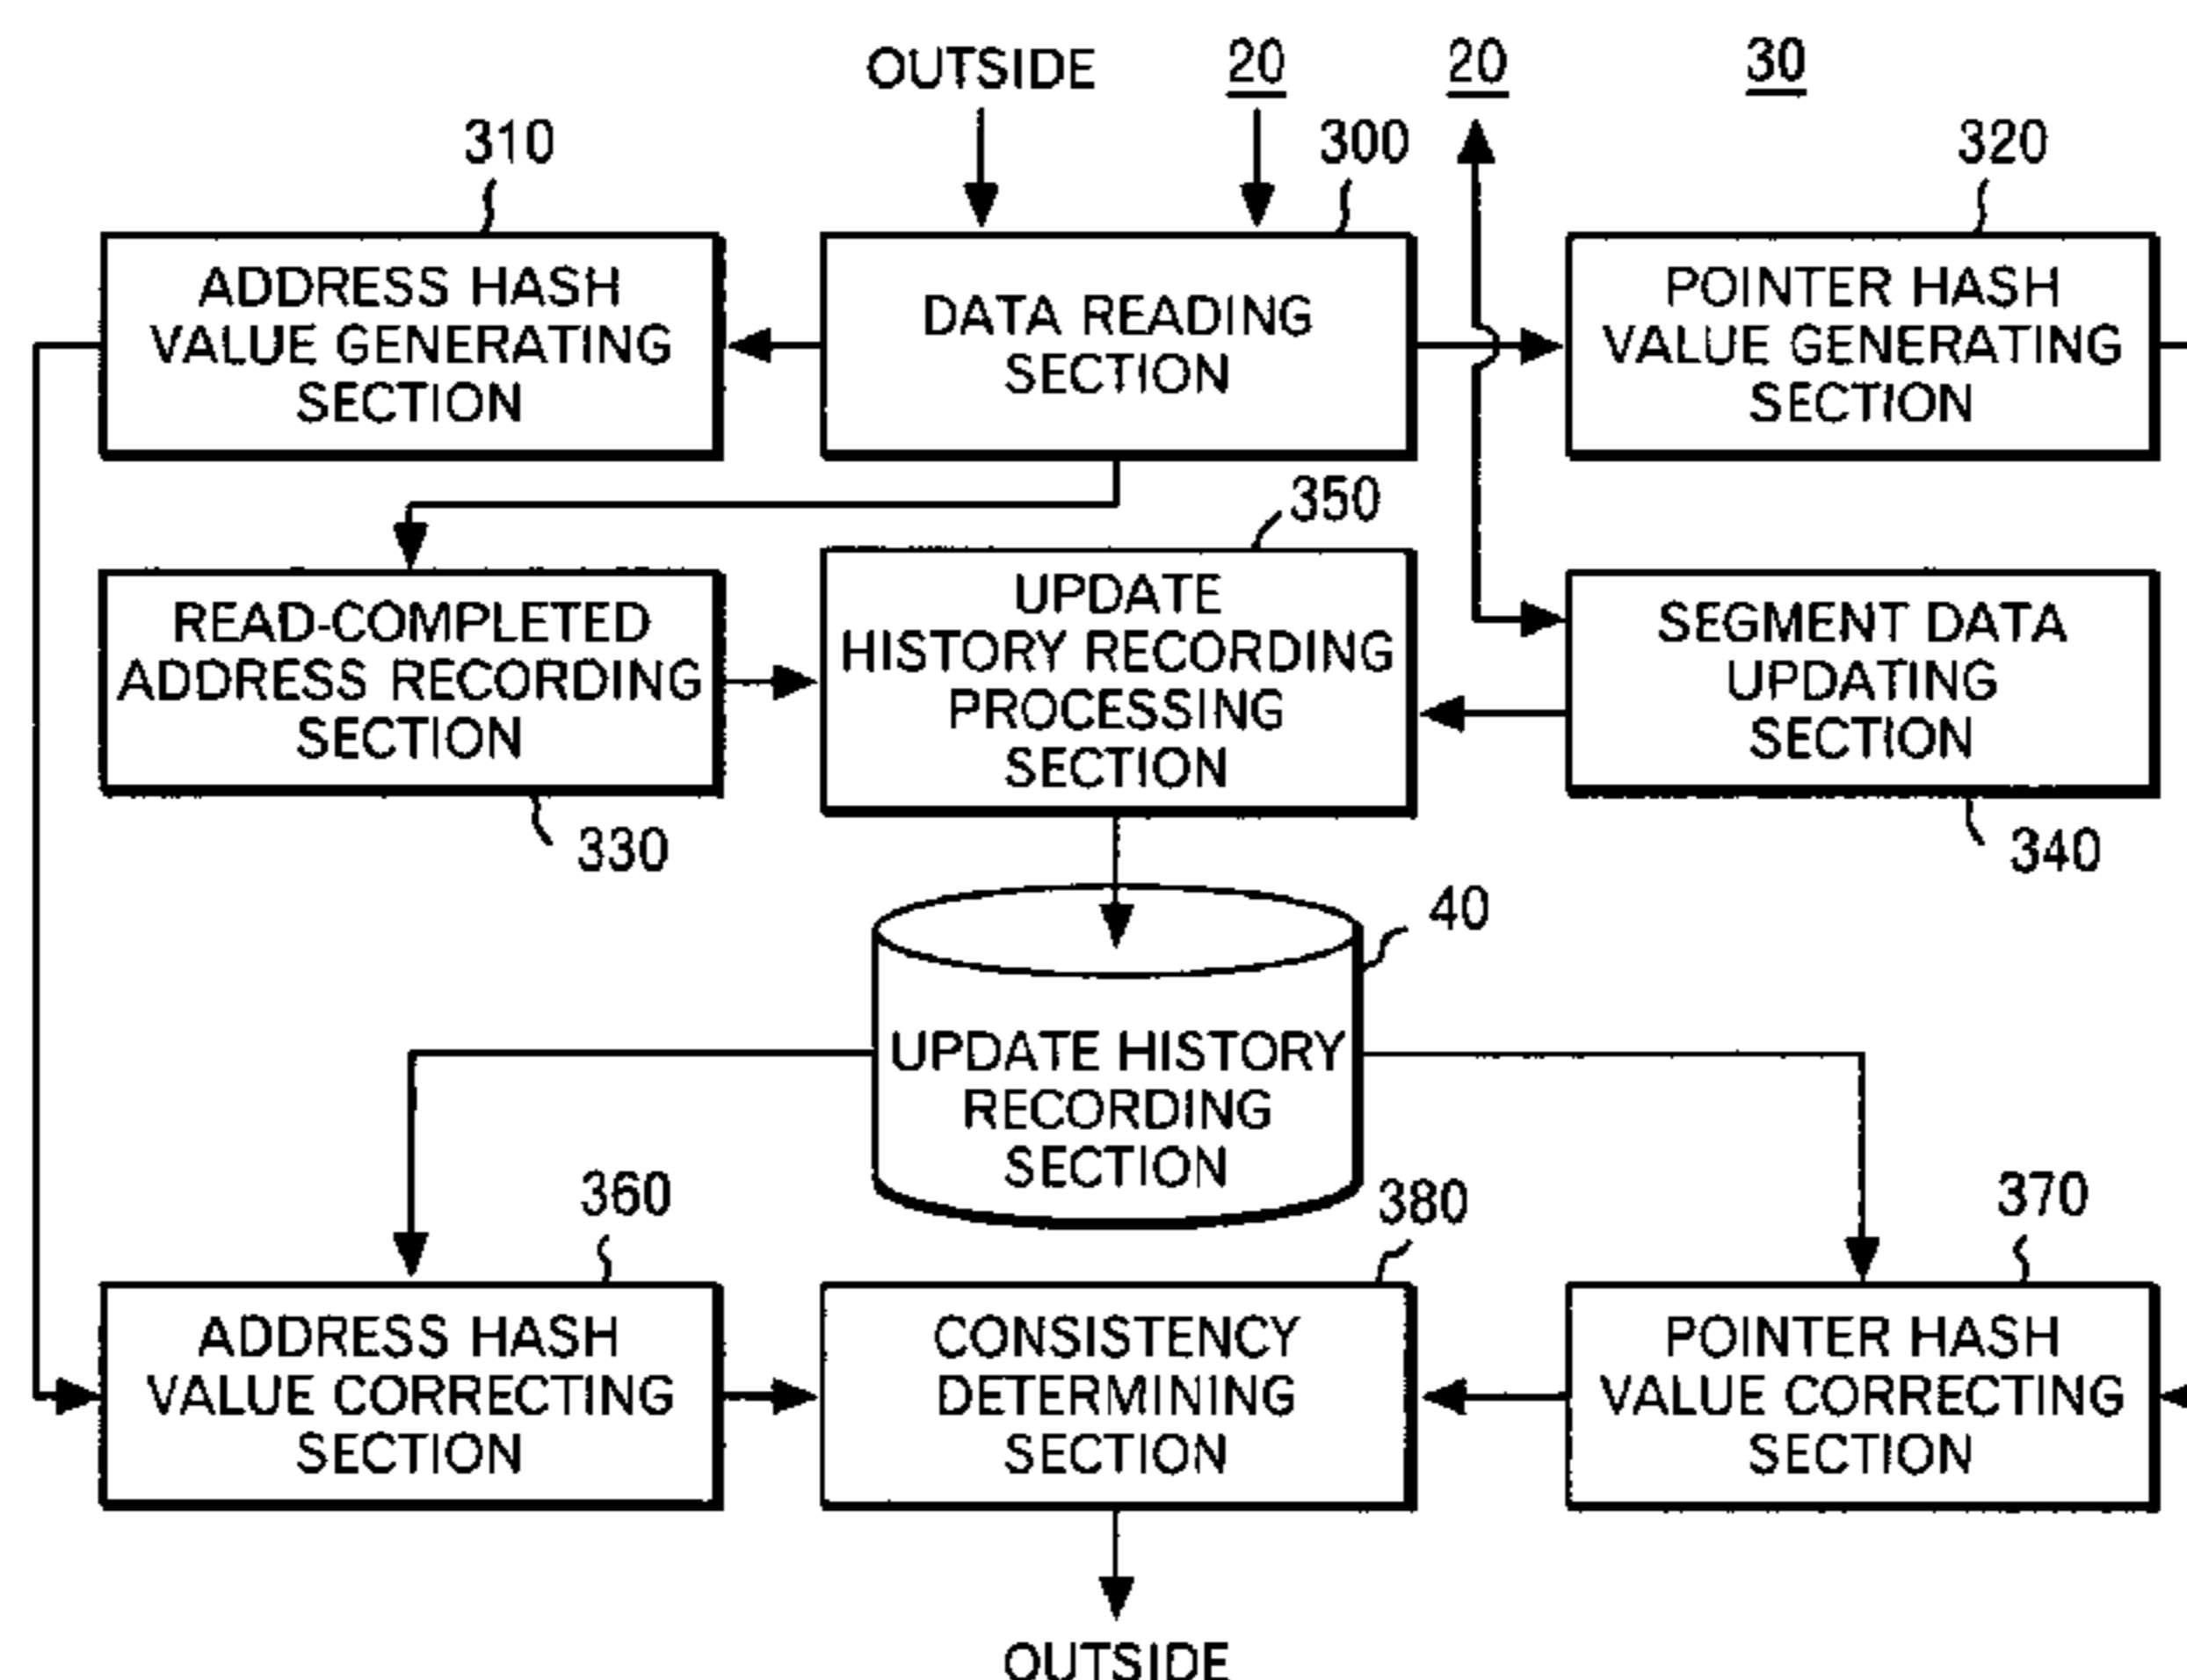 OUTSIDE
20
20
30
310
300
320
ADDRESS HASH
VALUE GENERATING
SECTION
DATA READING
SECTION
POINTER HASH
VALUE GENERATING
SECTION
350
READ-COMPLETED
ADDRESS RECORDING
SECTION
UPDATE
HISTORY RECORDING
PROCESSING
SECTION
SEGMENT DATA
UPDATING
SECTION
330
340
40
UPDATE HISTORY
RECORDING
SECTION
360
380
370
ADDRESS HASH
VALUE CORRECTING
SECTION
CONSISTENCY
DETERMINING
SECTION
POINTER HASH
VALUE CORRECTING
SECTION
OUTSIDE